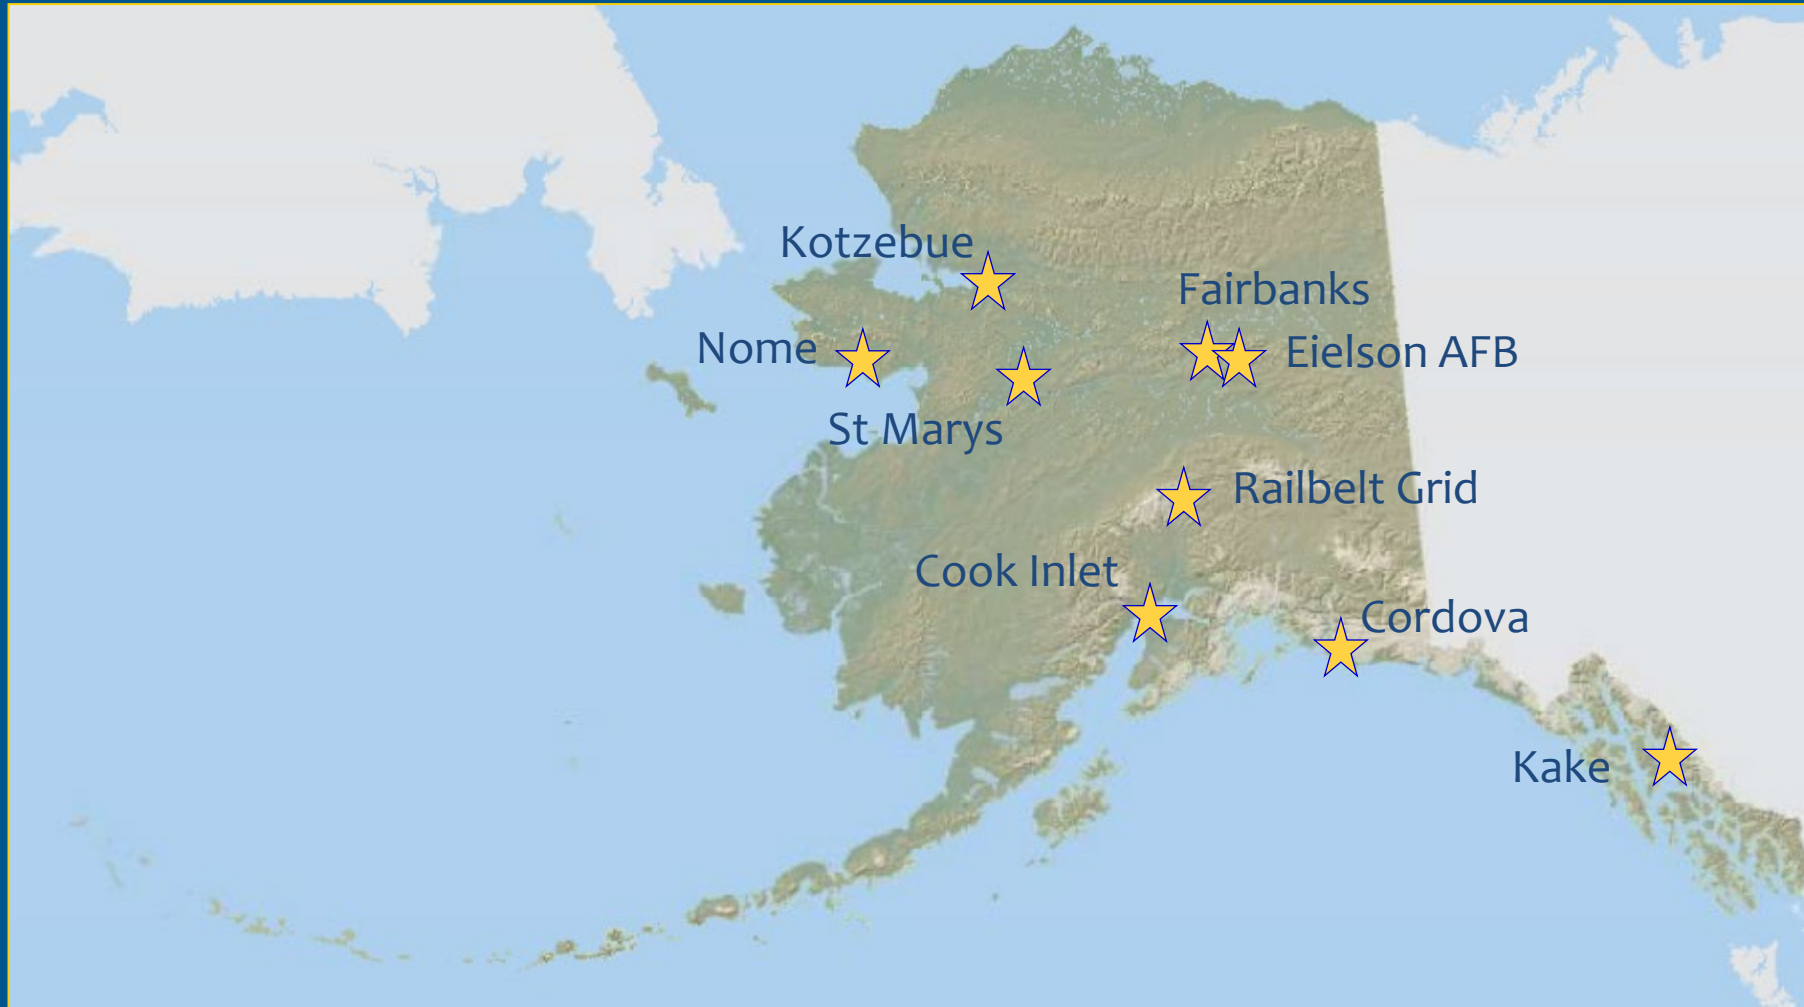 Kotzebue
Fairbanks
Nome
Eielson AFB
St Marys
Railbelt Grid
Cook Inlet
Cordova
Kake